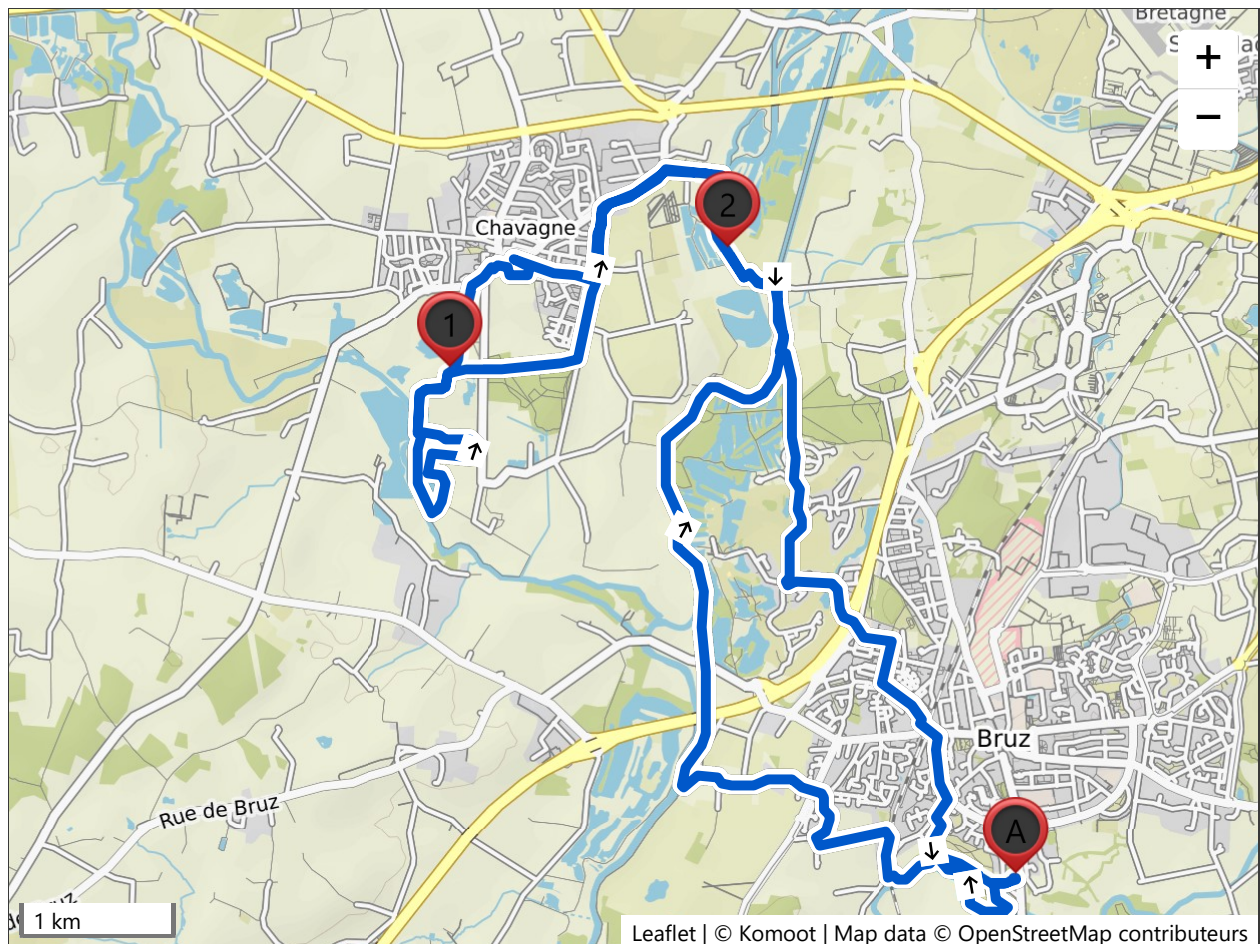 Bretagne
+
−
2
Chavagne
1
Bruz
Rue de Bruz
A
1 km
Leaflet | © Komoot | Map data © OpenStreetMap contributeurs